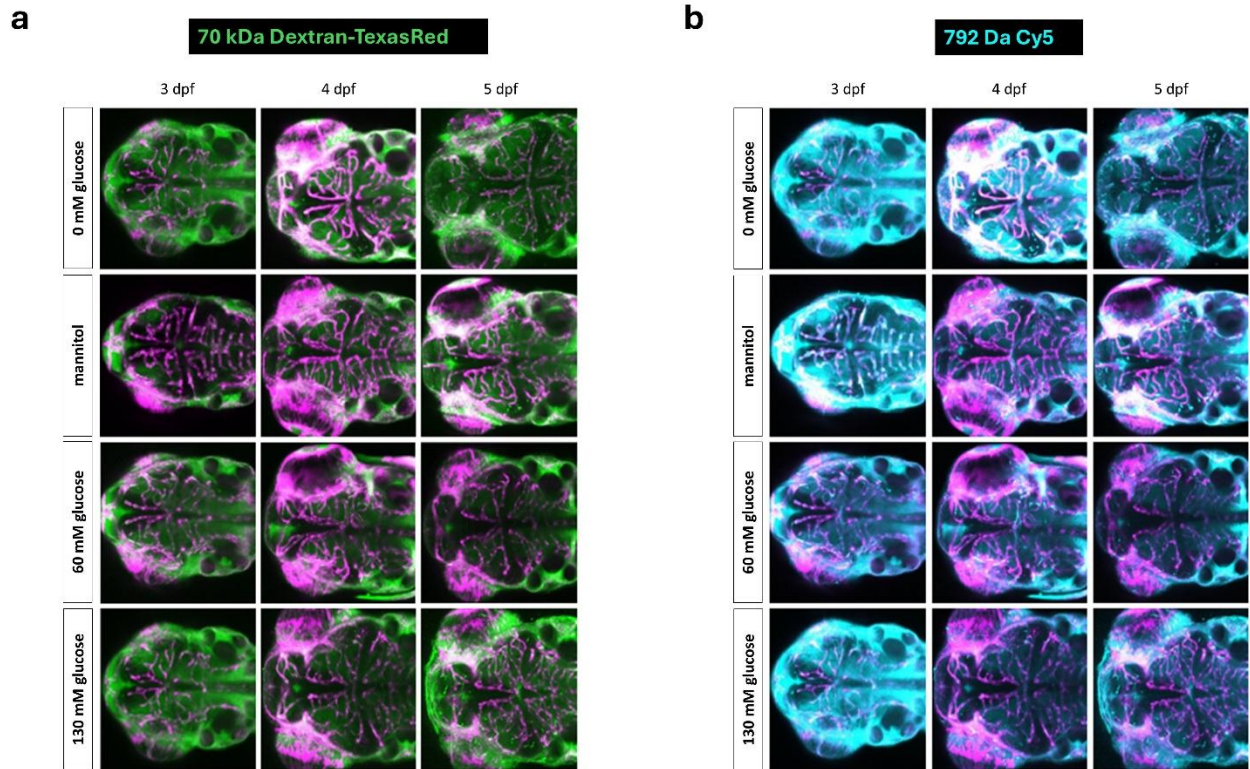 a
70 kDa Dextran-TexasRed
3 dpf 4 dpf 5 dpf
0 mM glucose
mannitol
60 mM glucose
130 mM glucose
b
792 Da Cy5
3 dpf 4 dpf 5 dpf
0 mM glucose
mannitol
60 mM glucose
130 mM glucose